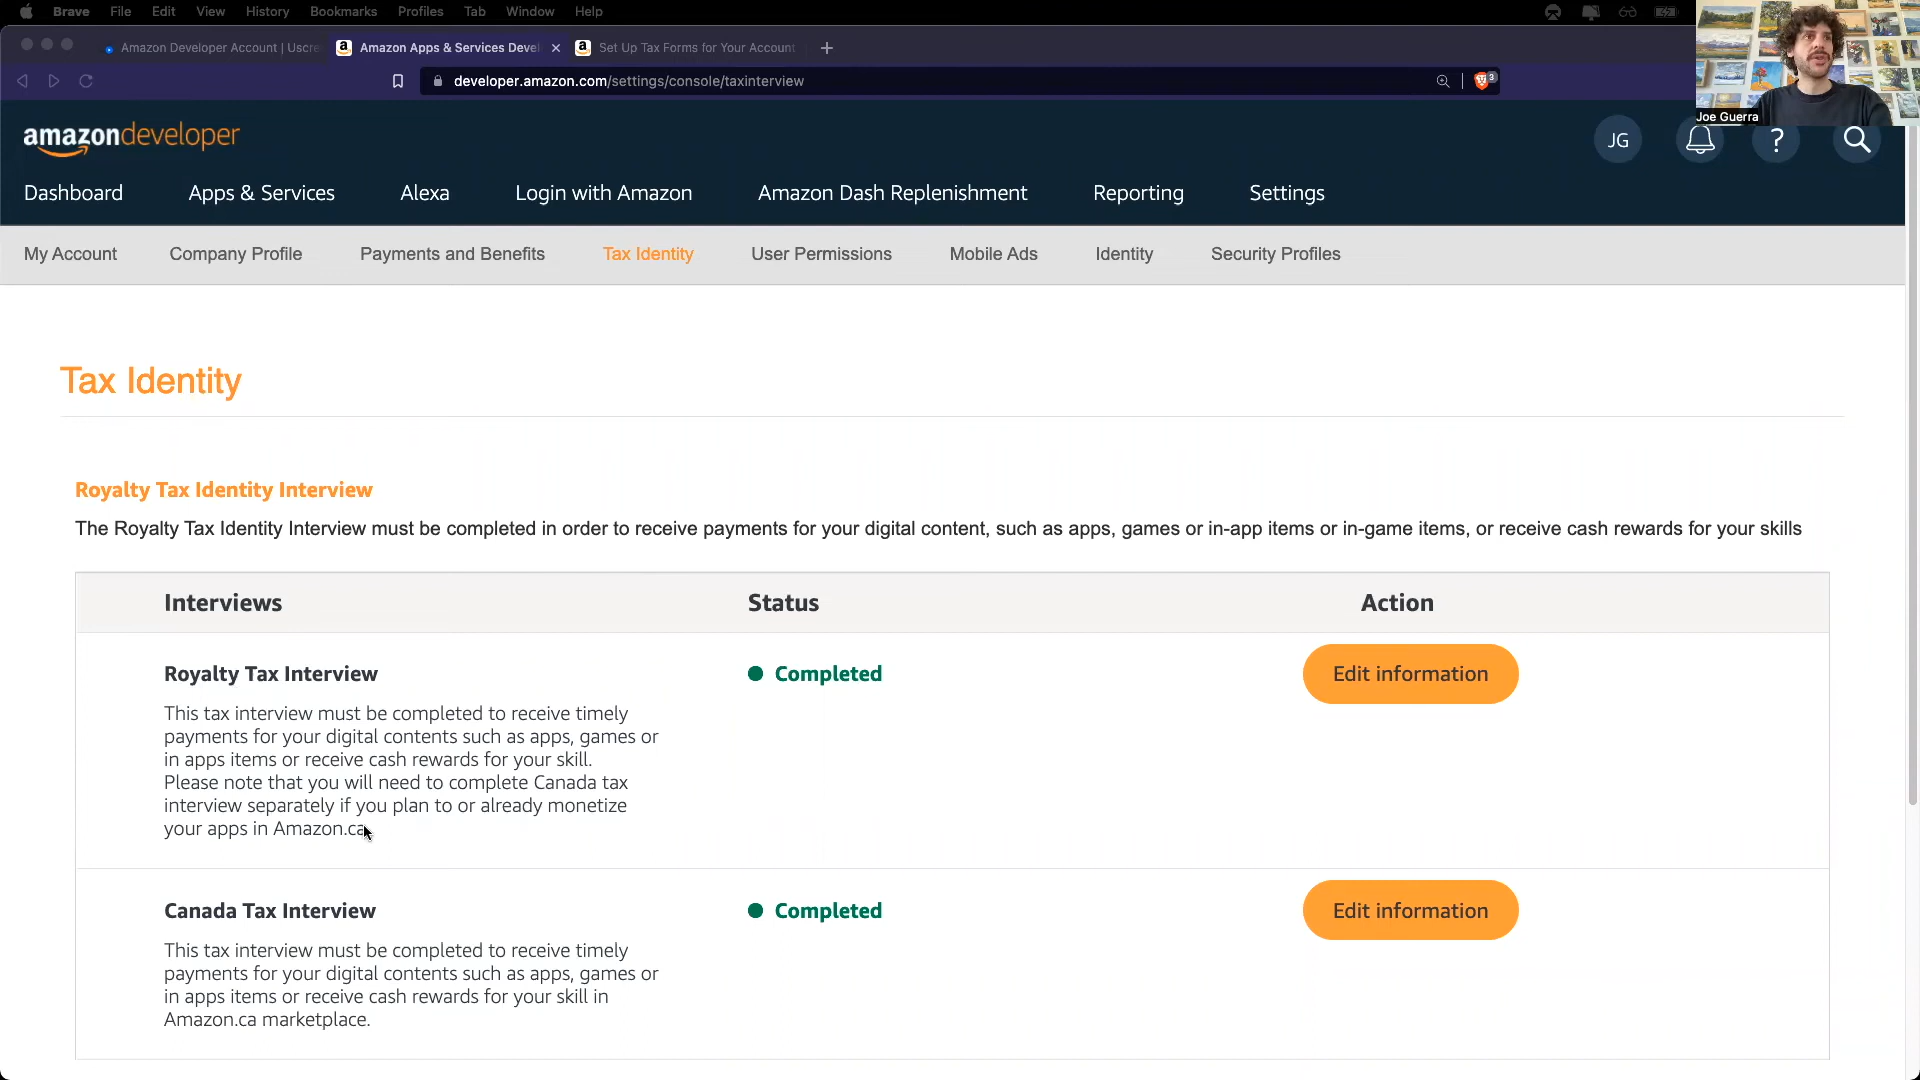 Brave File Edit View History Bookmarks Profiles Tab Window Help
Amazon Developer Account | Uscre
Amazon Apps & Services Devel
Set Up Tax Forms for Your Account
developer.amazon.com/settings/console/taxinterview
3
Joe Guerra
amazondeveloper
JG
?
Dashboard Apps & Services Alexa Login with Amazon Amazon Dash Replenishment Reporting Settings
My Account Company Profile Payments and Benefits Tax Identity User Permissions Mobile Ads Identity Security Profiles
Tax Identity
Royalty Tax Identity Interview
The Royalty Tax Identity Interview must be completed in order to receive payments for your digital content, such as apps, games or in-app items or in-game items, or receive cash rewards for your skills
Interviews Status Action
Royalty Tax Interview Completed Edit information
This tax interview must be completed to receive timely
payments for your digital contents such as apps, games or
in apps items or receive cash rewards for your skill.
Please note that you will need to complete Canada tax
interview separately if you plan to or already monetize
your apps in Amazon.ca
Canada Tax Interview Completed Edit information
This tax interview must be completed to receive timely
payments for your digital contents such as apps, games or
in apps items or receive cash rewards for your skill in
Amazon.ca marketplace.